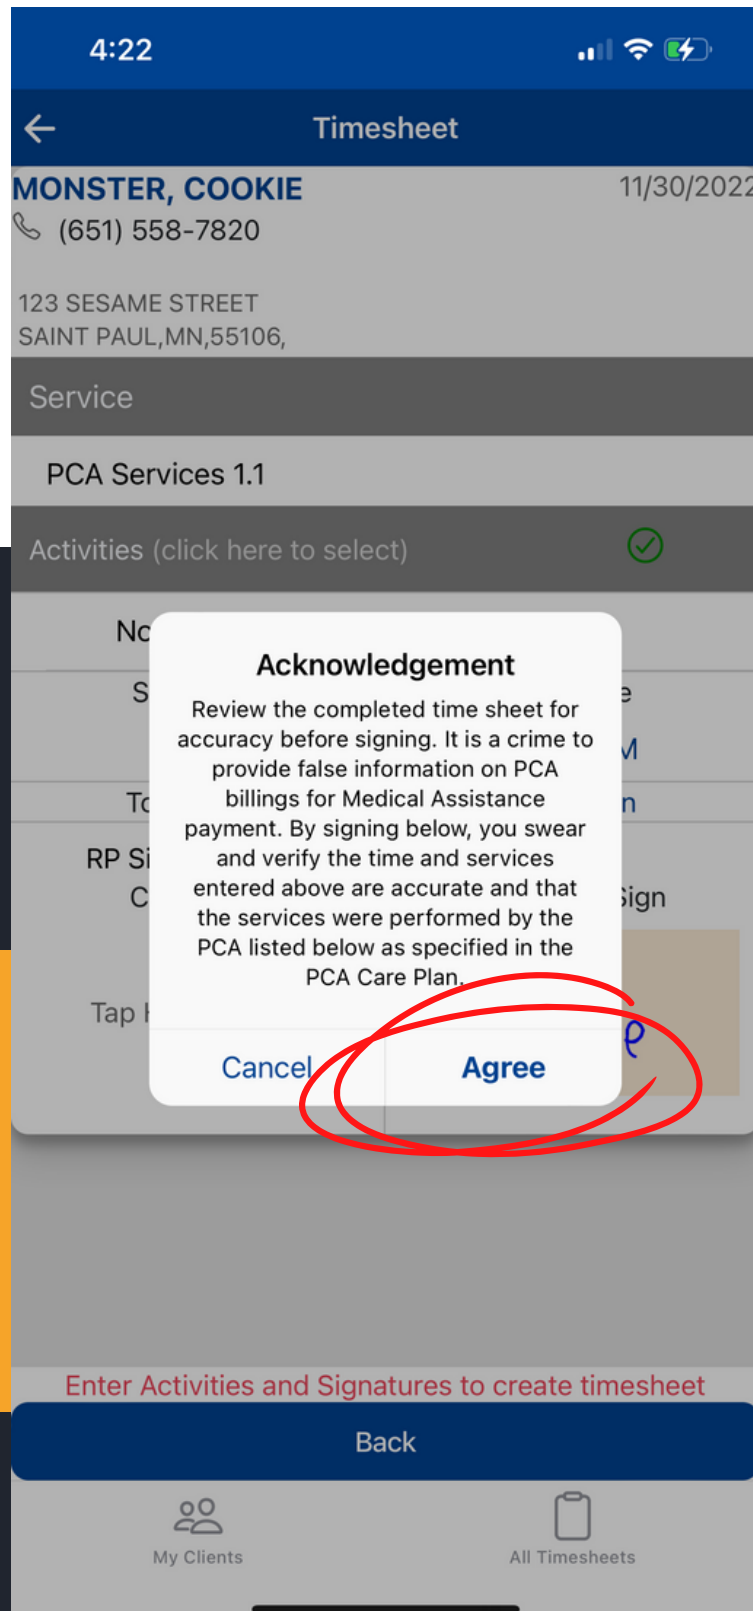 4:22
Timesheet
MONSTER, COOKIE 11/30/2022
(651) 558-7820
123 SESAME STREET
SAINT PAUL,MN,55106,
Service
PCA Services 1.1
Activities (click here to select)
Acknowledgement
Review the completed time sheet for
accuracy before signing. It is a crime to
provide false information on PCA
billings for Medical Assistance
payment. By signing below, you swear
and verify the time and services
entered above are accurate and that
the services were performed by the
PCA listed below as specified in the
PCA Care Plan.
RP
Sign
Tap
Cancel Agree
Enter Activities and Signatures to create timesheet
Back
My Clients All Timesheets